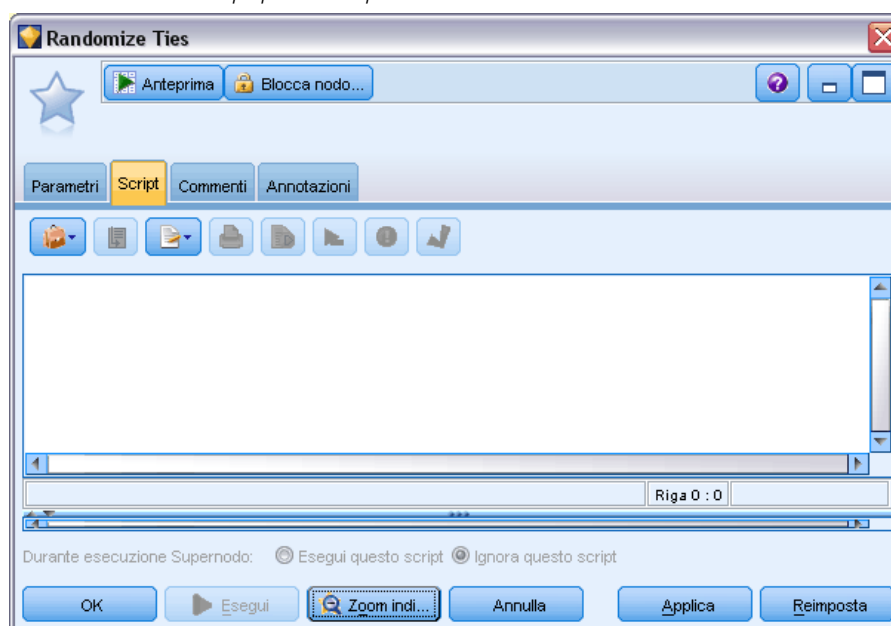 Randomize Ties
Anteprima Blocca nodo...
Parametri Script Commenti Annotazioni
Riga 0 : 0
Durante esecuzione Supernodo: Esegui questo script Ignora questo script
OK Esegui Zoom indi... Annulla Applica Reimposta